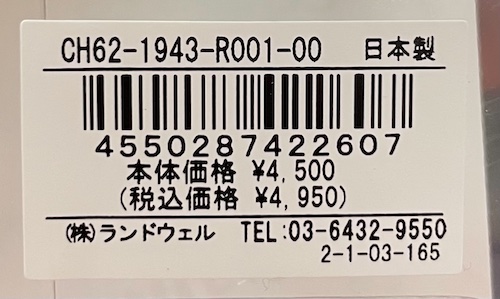 CH62-1943-R001-00 日本製
4550287422607
本体価格 ¥4,500
(税込価格 ¥4,950)
㈱ランドウェル TEL:03-6432-9550
2-1-03-165